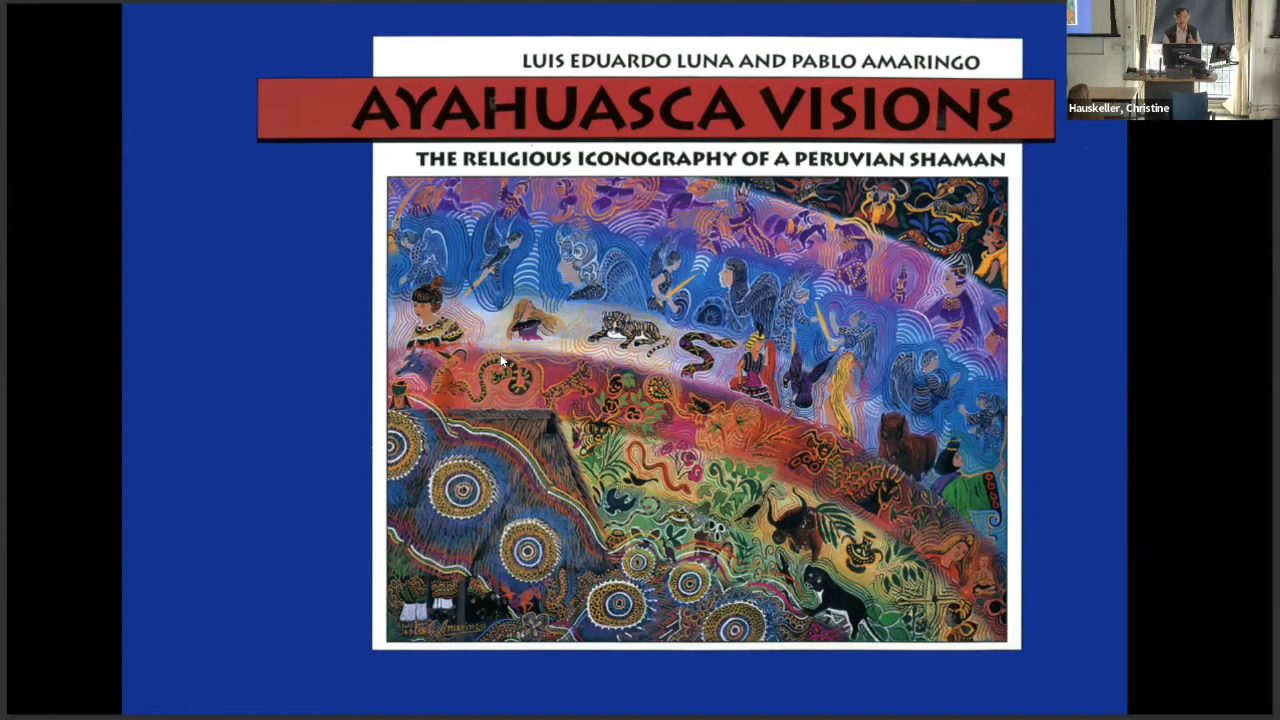 LUIS EDUARDO LUNA AND PABLO AMARINGO
AYAHUASCA VISIONS
THE RELIGIOUS ICONOGRAPHY OF A PERUVIAN SHAMAN
Hauskeller, Christine